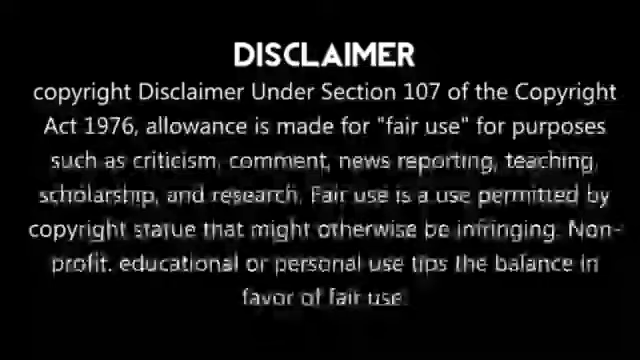 DISCLAIMER
copyright Disclaimer Under Section 107 of the Copyright
Act 1976, allowance is made for "fair use" for purposes
such as criticism, comment, news reporting, teaching,
scholarship, and research. Fair use is a use permitted by
copyright statue that might otherwise be infringing. Non-
profit. educational or personal use tips the balance in
favor of fair use